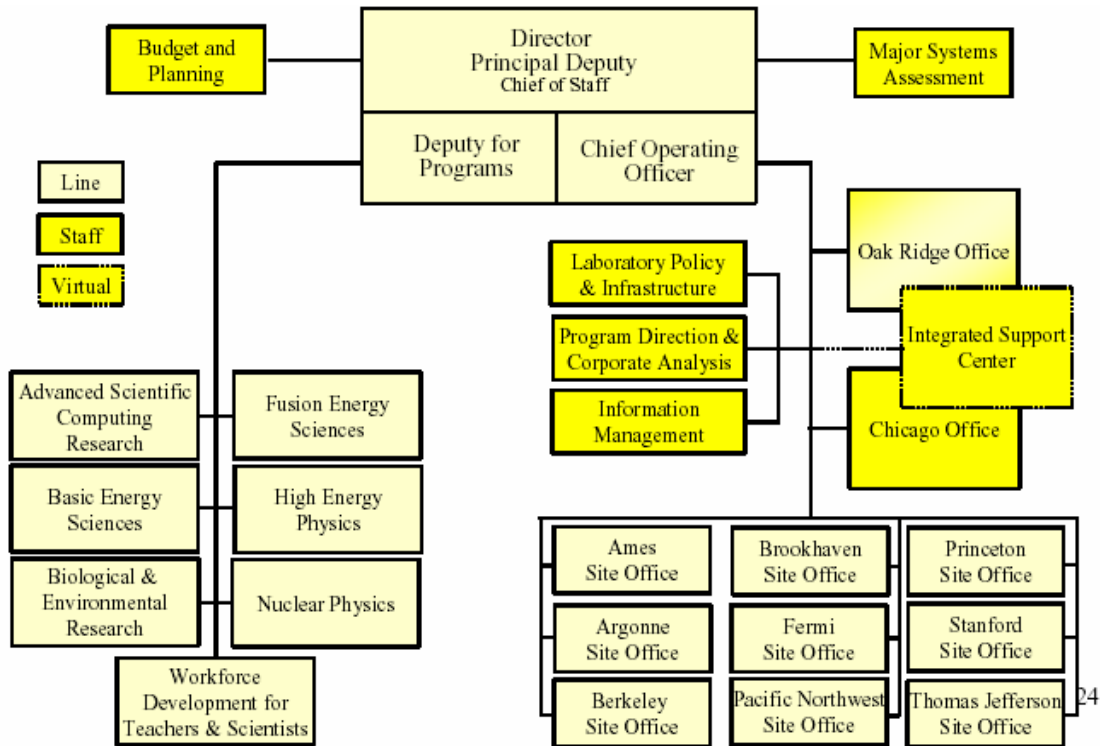 Budget and
Planning
Director
Principal Deputy
Chief of Staff
Major Systems
Assessment
Deputy for
Programs
Chief Operating
Officer
Line
Staff
Virtual
Oak Ridge Office
Laboratory Policy
& Infrastructure
Program Direction &
Corporate Analysis
Information
Management
Integrated Support
Center
Chicago Office
Advanced Scientific
Computing
Research
Fusion Energy
Sciences
Basic Energy
Sciences
High Energy
Physics
Biological &
Environmental
Research
Nuclear Physics
Workforce
Development for
Teachers & Scientists
Ames
Site Office
Brookhaven
Site Office
Princeton
Site Office
Argonne
Site Office
Fermi
Site Office
Stanford
Site Office
Berkeley
Site Office
Pacific Northwest
Site Office
Thomas Jefferson
Site Office
24